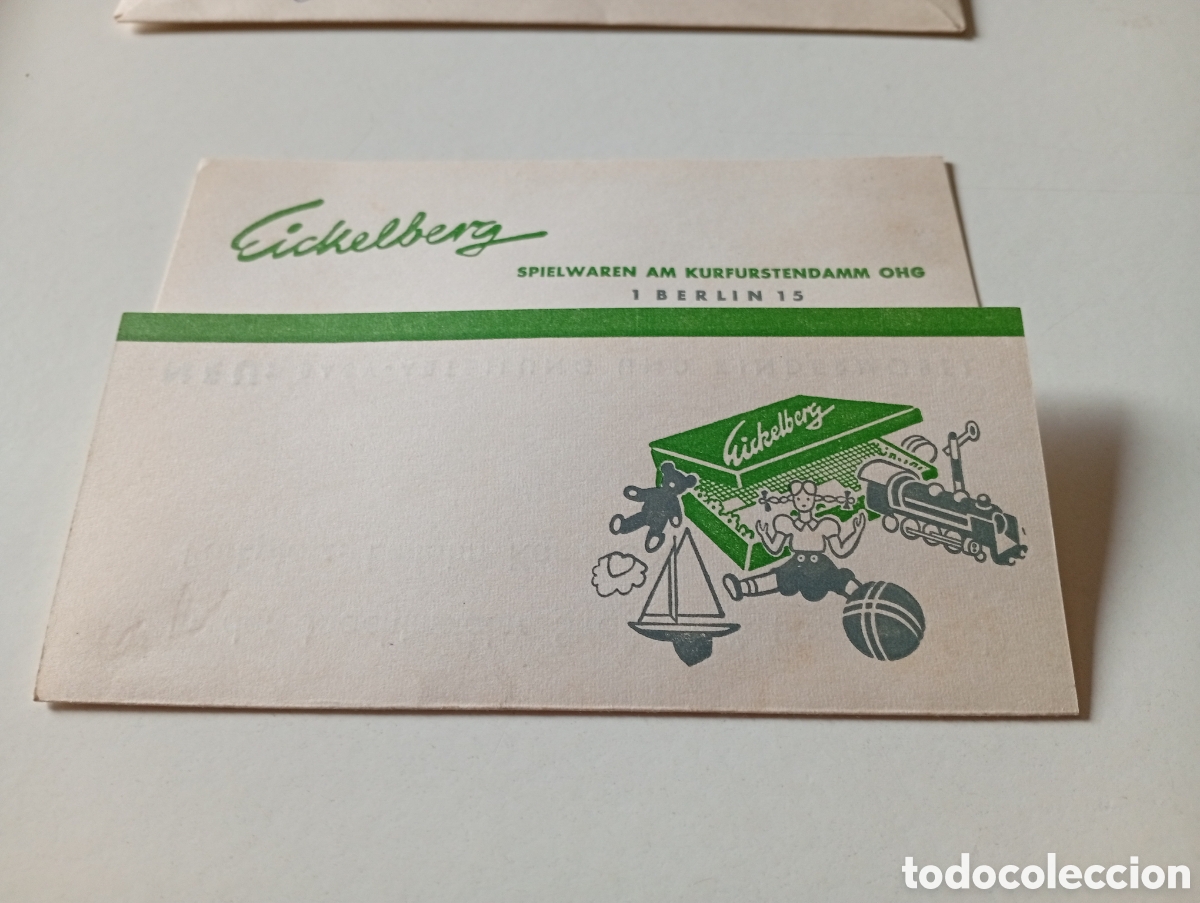 Eickelberg
SPIELWAREN AM KURFURSTENDAMM OHG
1 BERLIN 15
Eickelberg
todocoleccion